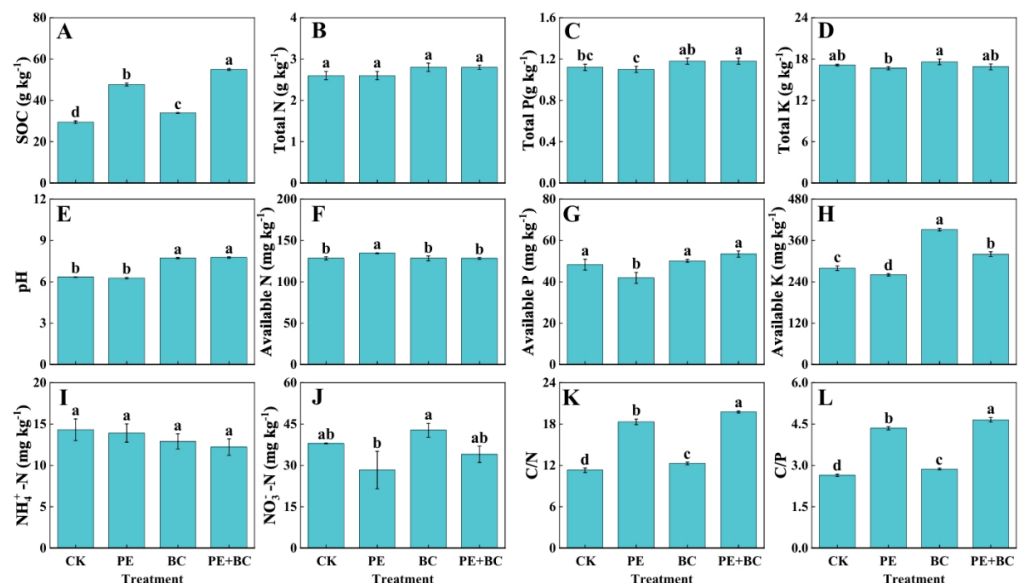 A
SOC (g kg⁻¹)
80
60
40
20
0
d
b
c
a
B
Total N (g kg⁻¹)
4
3
2
1
0
a
a
a
a
C
Total P(g kg⁻¹)
1.6
1.2
0.8
0.4
0.0
bc
c
ab
a
D
Total K (g kg⁻¹)
24
18
12
6
0
ab
b
a
ab
E
pH
12
9
6
3
0
b
b
a
a
F
Available N (mg kg⁻¹)
200
150
100
50
0
b
a
b
b
G
Available P (mg kg⁻¹)
80
60
40
20
0
a
b
a
a
H
Available K (mg kg⁻¹)
480
360
240
120
0
c
d
a
b
I
NH₄⁺ -N (mg kg⁻¹)
20
15
10
5
0
a
a
a
a
CK PE BC PE+BC
Treatment
J
NO₃⁻ -N (mg kg⁻¹)
60
45
30
15
0
ab
b
a
ab
CK PE BC PE+BC
Treatment
K
C/N
24
18
12
6
0
d
b
c
a
CK PE BC PE+BC
Treatment
L
C/P
6.0
4.5
3.0
1.5
0.0
d
b
c
a
CK PE BC PE+BC
Treatment